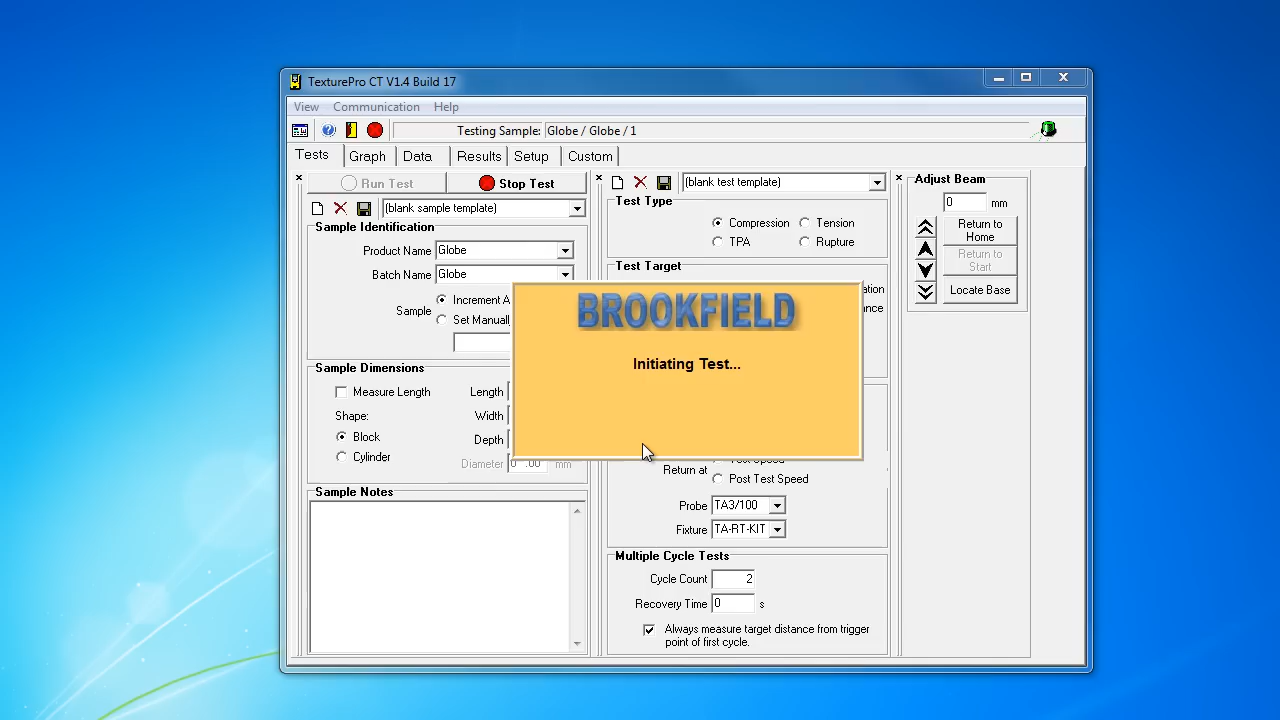 TexturePro CT V1.4 Build 17
View Communication Help
Testing Sample: Globe / Globe / 1
Tests Graph Data Results Setup Custom
Run Test Stop Test
(blank sample template)
Sample Identification
Product Name Globe
Batch Name Globe
Sample Increment A
Set Manuall
Sample Dimensions
Measure Length Length
Shape: Width
Block Depth
Cylinder Diameter 0 .00 mm
Sample Notes
(blank test template)
Test Type
Compression Tension
TPA Rupture
Test Target
BROOKFIELD
Initiating Test...
Return at
Post Test Speed
Probe TA3/100
Fixture TA-RT-KIT
Multiple Cycle Tests
Cycle Count 2
Recovery Time 0 s
Always measure target distance from trigger
point of first cycle.
Adjust Beam
0 mm
Return to
Home
Return to
Start
Locate Base